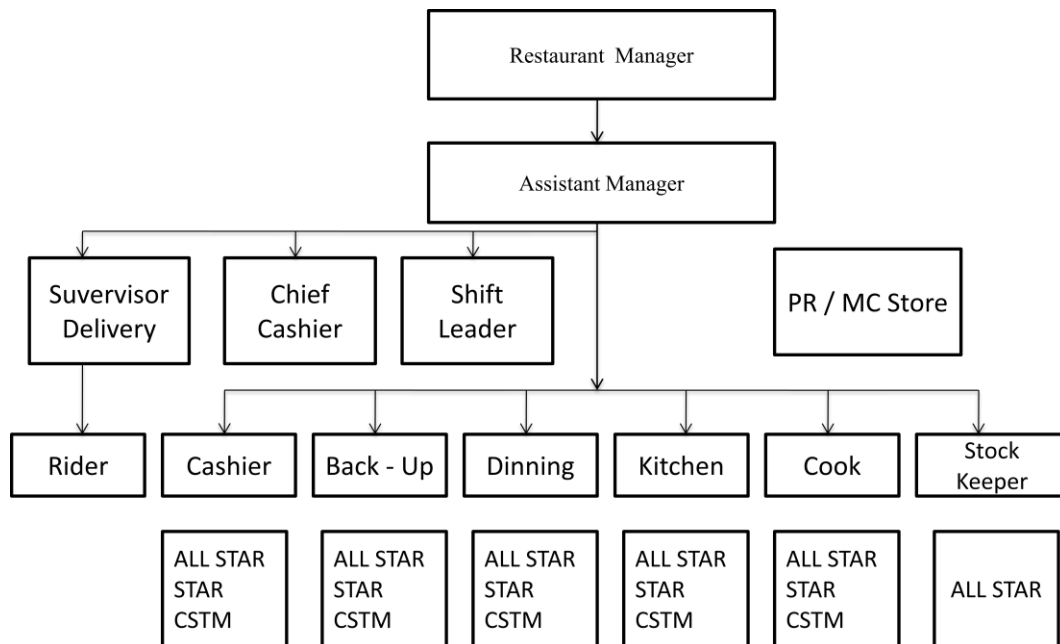 Restaurant  Manager
Assistant Manager
Suvervisor
Delivery
Chief
Cashier
Shift
Leader
PR / MC Store
Rider
Cashier
Back - Up
Dinning
Kitchen
Cook
Stock
Keeper
ALL STAR
STAR
CSTM
ALL STAR
STAR
CSTM
ALL STAR
STAR
CSTM
ALL STAR
STAR
CSTM
ALL STAR
STAR
CSTM
ALL STAR